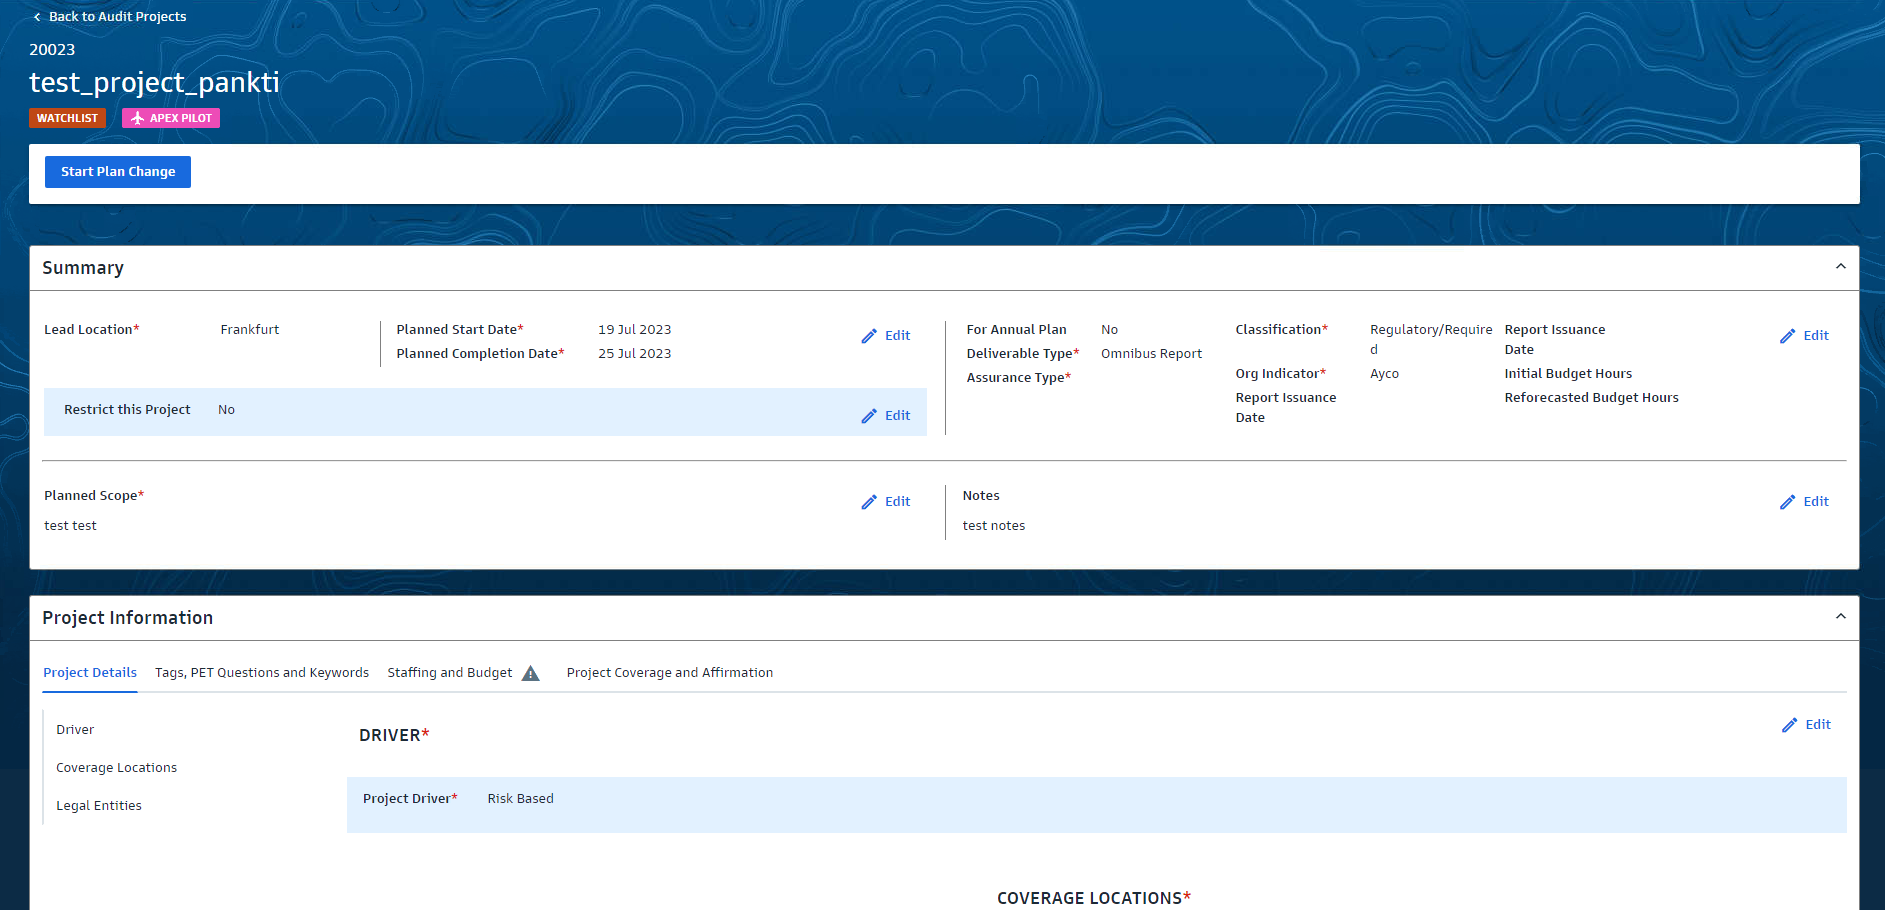 Back to Audit Projects
20023
test_project_pankti
WATCHLIST APEX PILOT
Start Plan Change
Summary
Lead Location* Frankfurt
Planned Start Date* 19 Jul 2023
Planned Completion Date* 25 Jul 2023
Edit
Restrict this Project No
Edit
For Annual Plan No
Deliverable Type* Omnibus Report
Assurance Type*
Classification* Regulatory/Require
d
Org Indicator* Ayco
Report Issuance
Date
Report Issuance
Date
Initial Budget Hours
Reforecasted Budget Hours
Edit
Planned Scope*
test test
Edit
Notes
test notes
Edit
Project Information
Project Details Tags, PET Questions and Keywords Staffing and Budget Project Coverage and Affirmation
Driver
Coverage Locations
Legal Entities
DRIVER*
Edit
Project Driver* Risk Based
COVERAGE LOCATIONS*